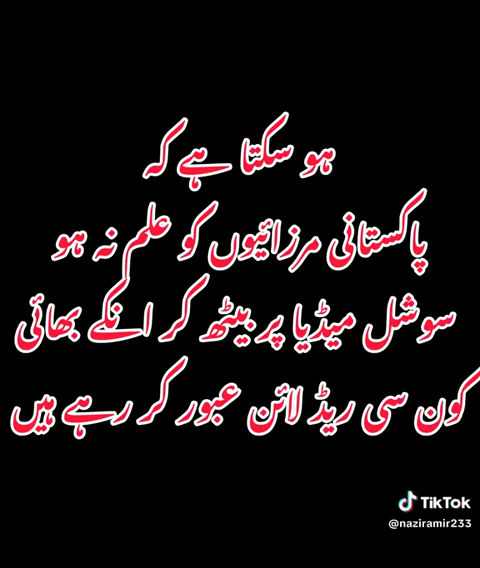 ہو سکتا ہے کہ
پاکستانی مرزائیوں کو علم نہ ہو
سوشل میڈیا پر بیٹھ کر انکے بھائی
کون سی ریڈ لائن عبور کر رہے ہیں
TikTok
@naziramir233